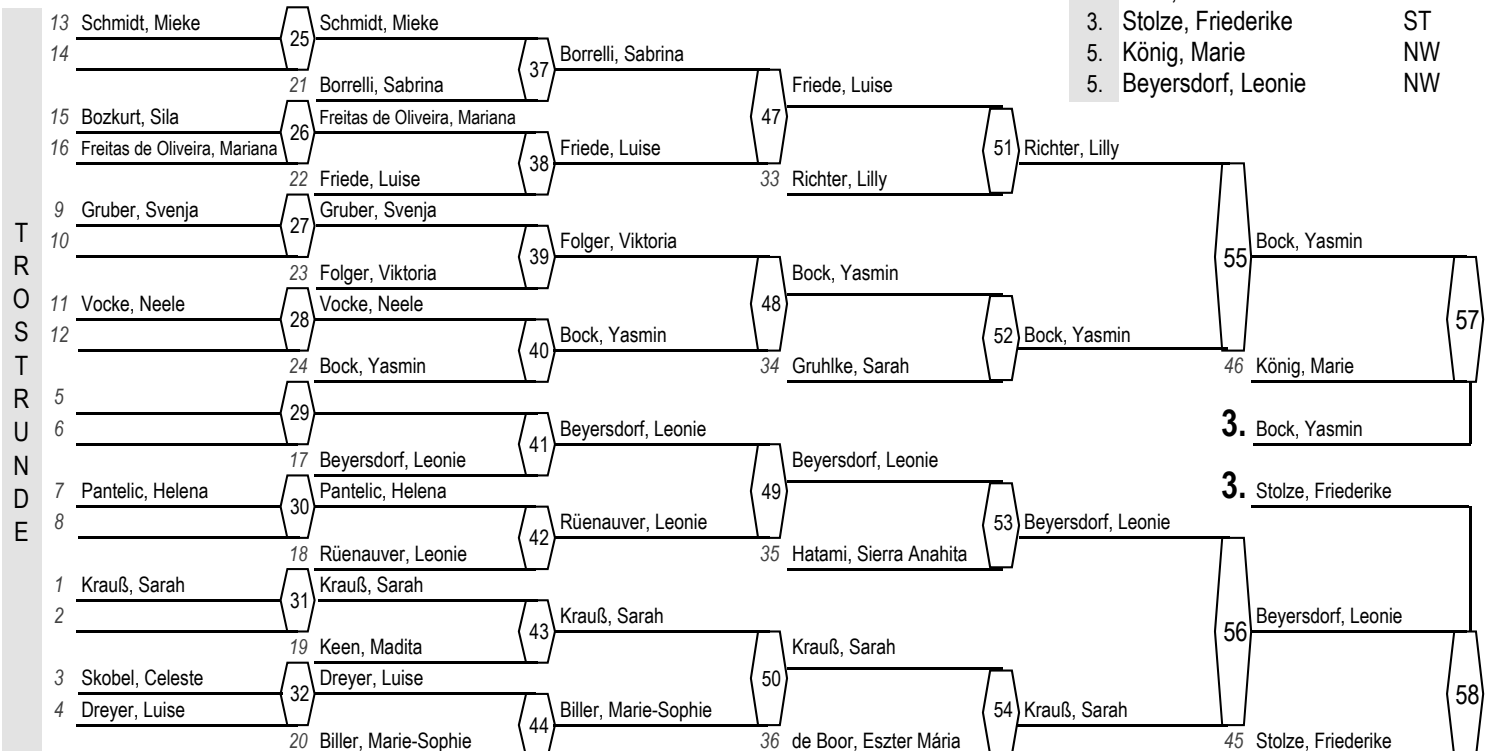 3. Stolze, Friederike ST
5. König, Marie NW
5. Beyersdorf, Leonie NW
TROSTRUNDE
13 Schmidt, Mieke
14
15 Bozkurt, Sila
16 Freitas de Oliveira, Mariana
9 Gruber, Svenja
10
11 Vocke, Neele
12
5
6
7 Pantelic, Helena
8
1 Krauß, Sarah
2
3 Skobel, Celeste
4 Dreyer, Luise
25
26
27
28
29
30
31
32
Schmidt, Mieke
21 Borrelli, Sabrina
Freitas de Oliveira, Mariana
22 Friede, Luise
Gruber, Svenja
23 Folger, Viktoria
Vocke, Neele
24 Bock, Yasmin
17 Beyersdorf, Leonie
Pantelic, Helena
18 Rüenauver, Leonie
Krauß, Sarah
19 Keen, Madita
Dreyer, Luise
20 Biller, Marie-Sophie
37
38
39
40
41
42
43
44
Borrelli, Sabrina
Friede, Luise
Folger, Viktoria
Bock, Yasmin
Beyersdorf, Leonie
Rüenauver, Leonie
Krauß, Sarah
Biller, Marie-Sophie
47
48
49
50
Friede, Luise
33 Richter, Lilly
Bock, Yasmin
34 Gruhlke, Sarah
Beyersdorf, Leonie
35 Hatami, Sierra Anahita
Krauß, Sarah
36 de Boor, Eszter Mária
51
52
53
54
Richter, Lilly
Bock, Yasmin
Beyersdorf, Leonie
Krauß, Sarah
55
56
Bock, Yasmin
46 König, Marie
3. Bock, Yasmin
3. Stolze, Friederike
Beyersdorf, Leonie
45 Stolze, Friederike
57
58